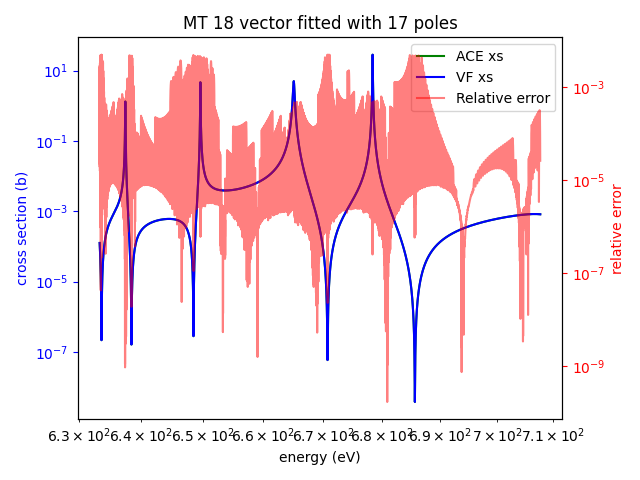 MT 18 vector fitted with 17 poles
ACE xs
VF xs
Relative error
10^1
10^−1
10^−3
10^−5
10^−7
cross section (b)
10^−3
10^−5
10^−7
10^−9
relative error
6.3 × 10^2 6.4 × 10^2 6.5 × 10^2 6.6 × 10^2 6.7 × 10^2 6.8 × 10^2 6.9 × 10^2 7 × 10^2 7.1 × 10^2
energy (eV)